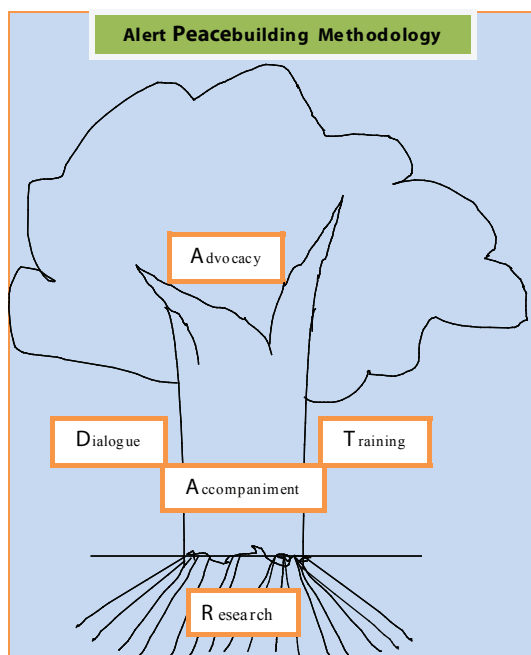 Alert Peacebuilding Methodology
Advocacy
Dialogue
Training
Accompaniment
Research